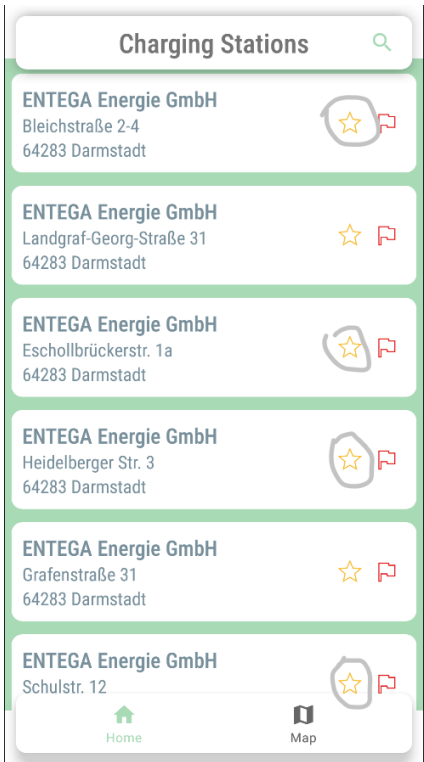 Charging Stations
ENTEGA Energie GmbH
Bleichstraße 2-4
64283 Darmstadt
ENTEGA Energie GmbH
Landgraf-Georg-Straße 31
64283 Darmstadt
ENTEGA Energie GmbH
Eschollbrückerstr. 1a
64283 Darmstadt
ENTEGA Energie GmbH
Heidelberger Str. 3
64283 Darmstadt
ENTEGA Energie GmbH
Grafenstraße 31
64283 Darmstadt
ENTEGA Energie GmbH
Schulstr. 12
Home Map